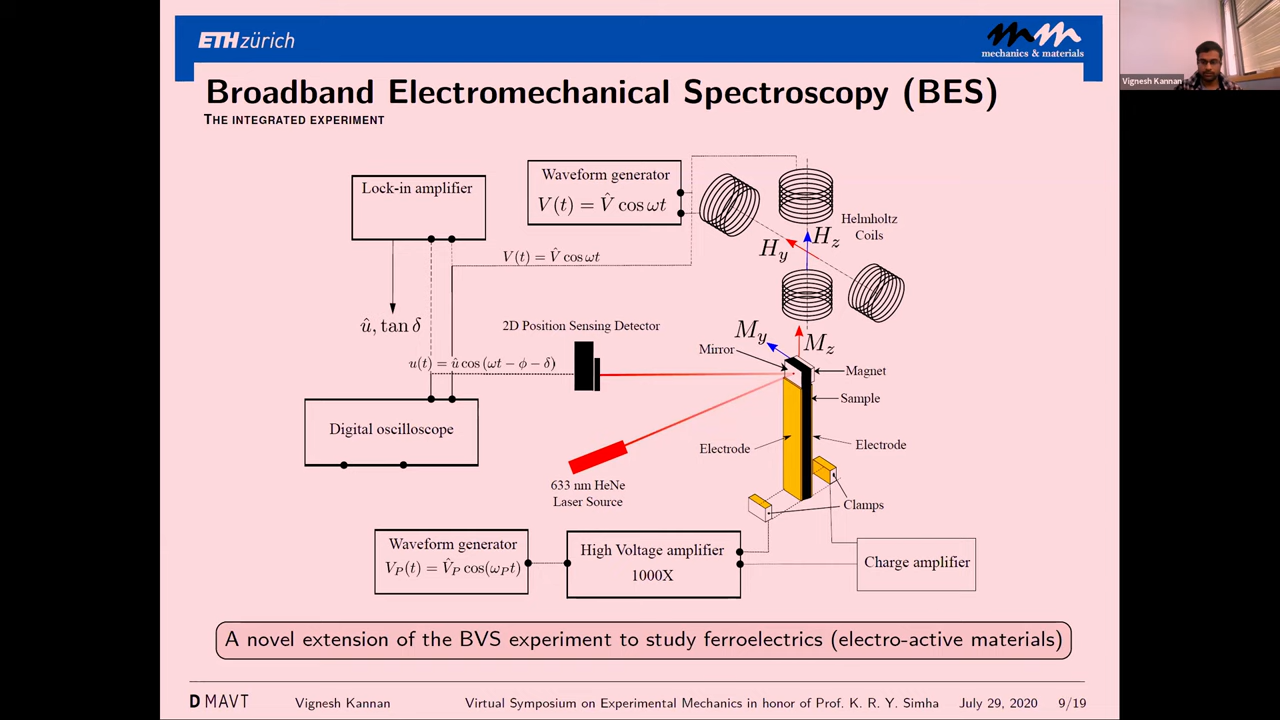 ETH zürich
mm
mechanics & materials
Vignesh Kannan
Broadband Electromechanical Spectroscopy (BES)
THE INTEGRATED EXPERIMENT
Lock-in amplifier
Waveform generator
V(t) = V̂ cos ωt
Helmholtz
Coils
H_y
H_z
V(t) = V̂ cos ωt
û, tan δ
2D Position Sensing Detector
u(t) = û cos (ωt − ϕ − δ)
M_y
M_z
Mirror
Magnet
Sample
Digital oscilloscope
Electrode
Electrode
633 nm HeNe
Laser Source
Clamps
Waveform generator
V_P(t) = V̂_P cos(ω_P t)
High Voltage amplifier
1000X
Charge amplifier
A novel extension of the BVS experiment to study ferroelectrics (electro-active materials)
D MAVT
Vignesh Kannan
Virtual Symposium on Experimental Mechanics in honor of Prof. K. R. Y. Simha
July 29, 2020
9/19